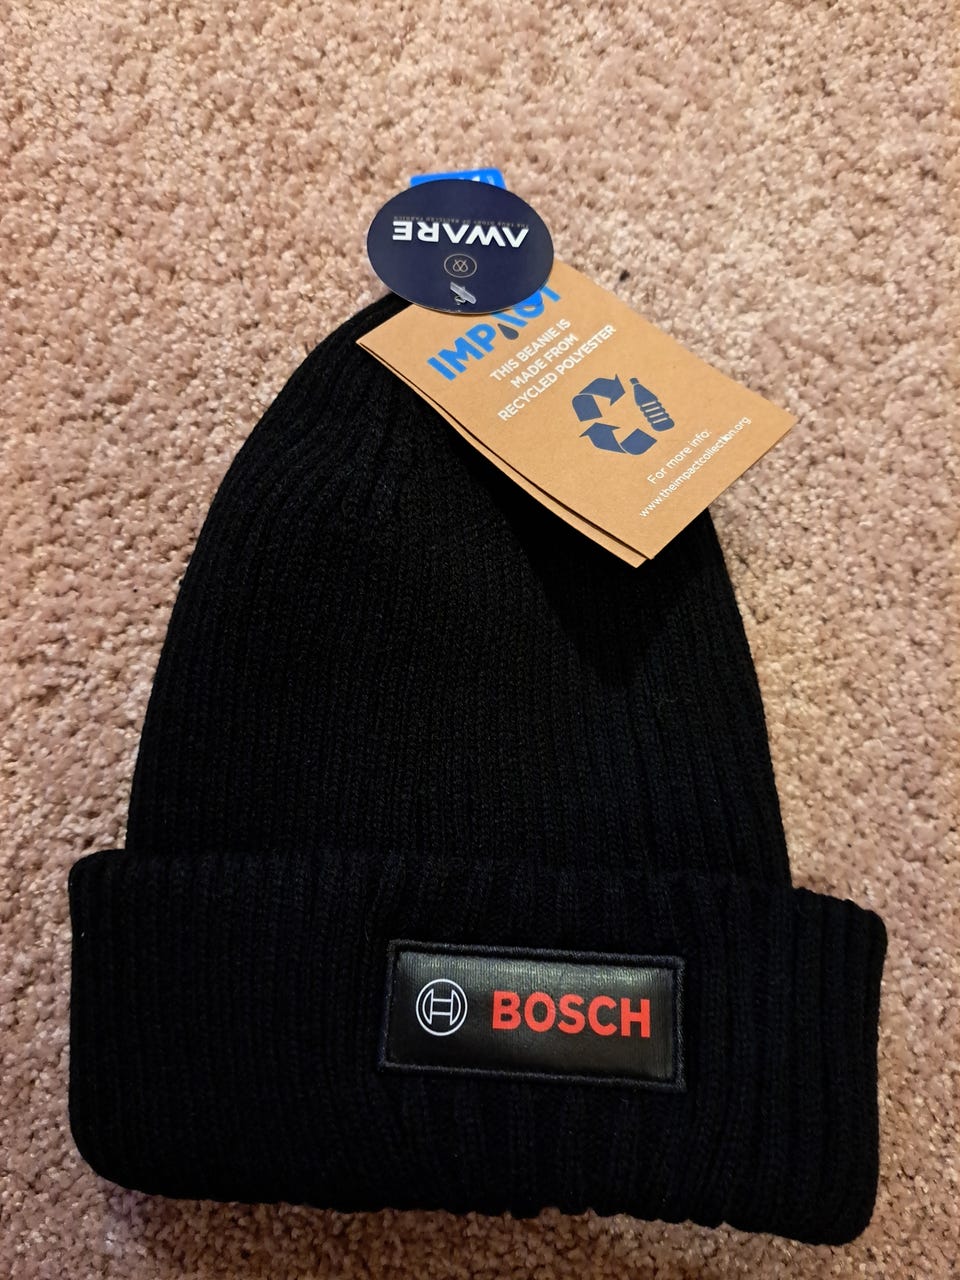 AWARE
IMPACT
THIS BEANIE IS
MADE FROM
RECYCLED POLYESTER
For more info:
www.theimpactcollection.org
BOSCH